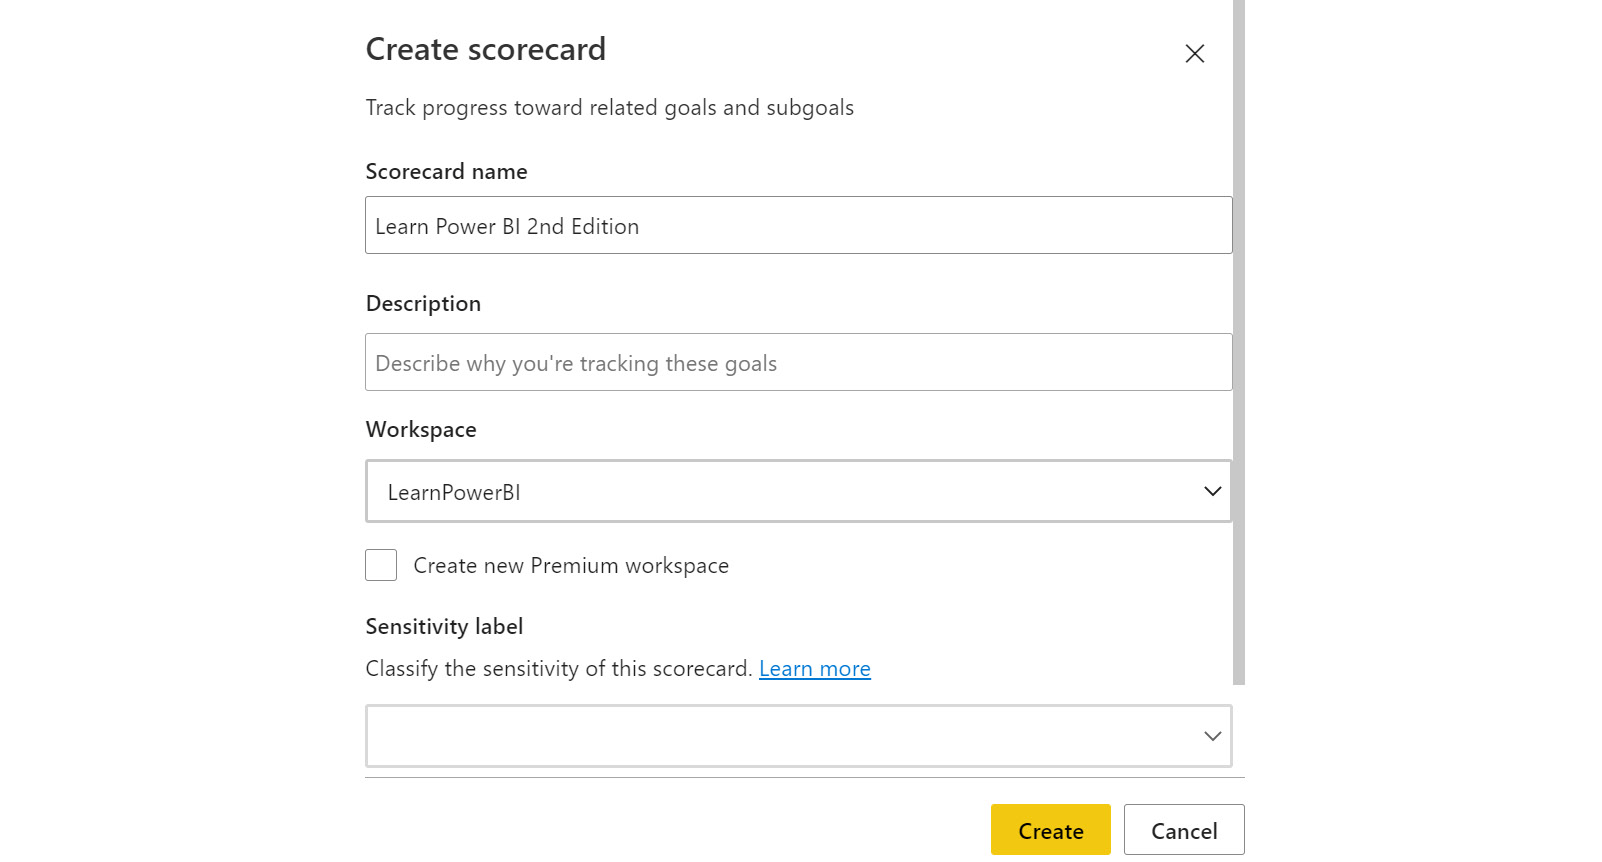 Create scorecard
Track progress toward related goals and subgoals
Scorecard name
Learn Power BI 2nd Edition
Description
Describe why you're tracking these goals
Workspace
LearnPowerBI
Create new Premium workspace
Sensitivity label
Classify the sensitivity of this scorecard. Learn more
Create Cancel